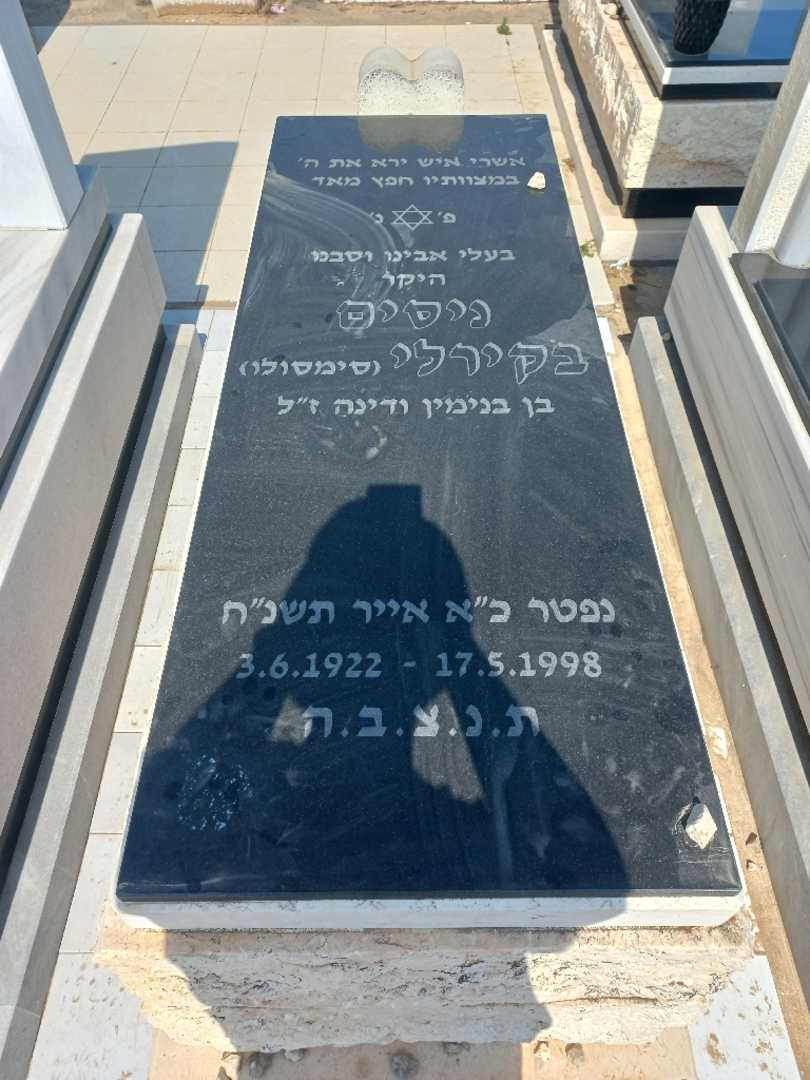 אשרי איש ירא את ה'
במצוותיו חפץ מאד
פ' נ'
בעלי אבינו וסבנו
היקר
ניסים
בקירלי (סימסולו)
בן בנימין ודינה ז"ל
נפטר כ"א אייר תשנ"ח
3.6.1922 - 17.5.1998
ת.נ.צ.ב.ה